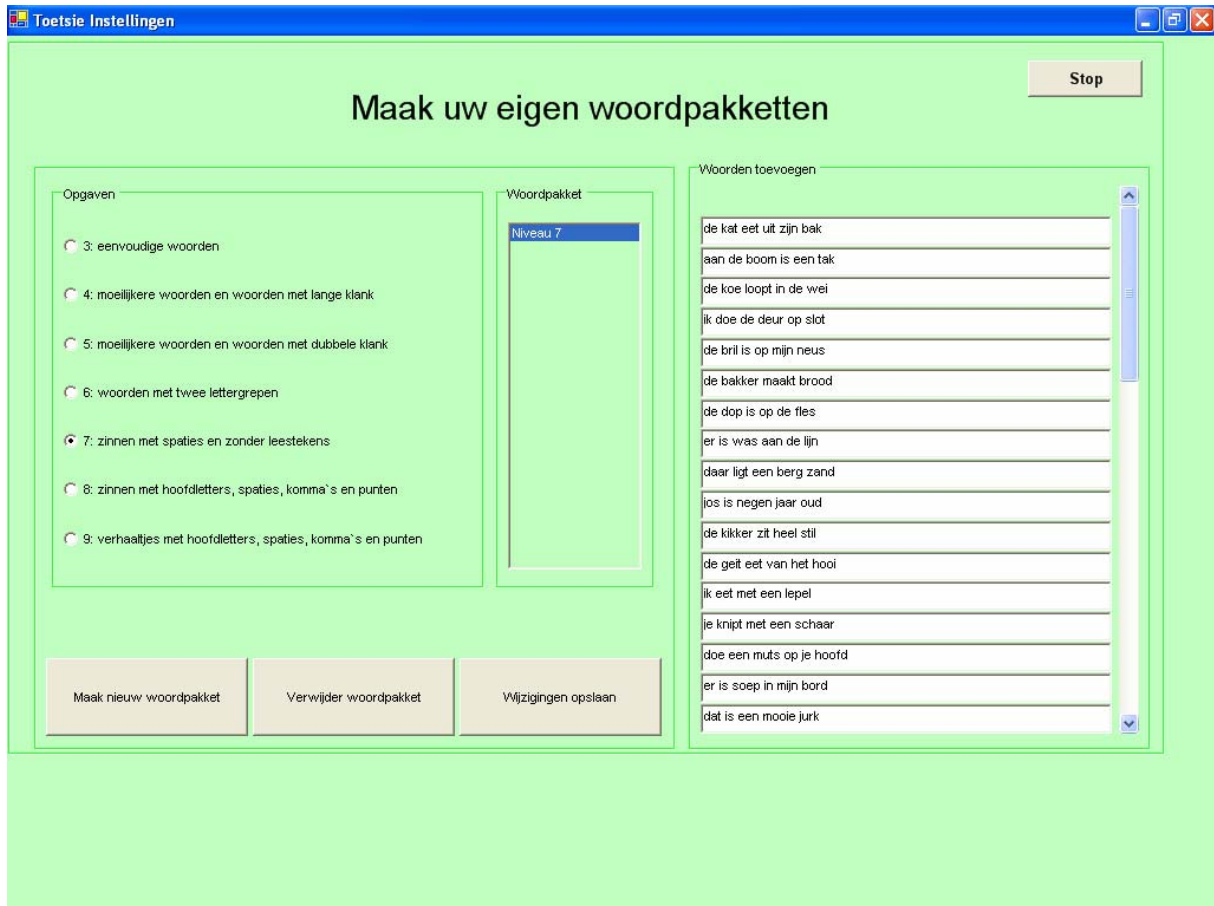 Toetsie Instellingen
Stop
Maak uw eigen woordpakketten
Opgaven
3: eenvoudige woorden
4: moeilijkere woorden en woorden met lange klank
5: moeilijkere woorden en woorden met dubbele klank
6: woorden met twee lettergrepen
7: zinnen met spaties en zonder leestekens
8: zinnen met hoofdletters, spaties, komma`s en punten
9: verhaaltjes met hoofdletters, spaties, komma`s en punten
Woordpakket
Niveau 7
Maak nieuw woordpakket
Verwijder woordpakket
Wijzigingen opslaan
Woorden toevoegen
de kat eet uit zijn bak
aan de boom is een tak
de koe loopt in de wei
ik doe de deur op slot
de bril is op mijn neus
de bakker maakt brood
de dop is op de fles
er is was aan de lijn
daar ligt een berg zand
jos is negen jaar oud
de kikker zit heel stil
de geit eet van het hooi
ik eet met een lepel
je knipt met een schaar
doe een muts op je hoofd
er is soep in mijn bord
dat is een mooie jurk